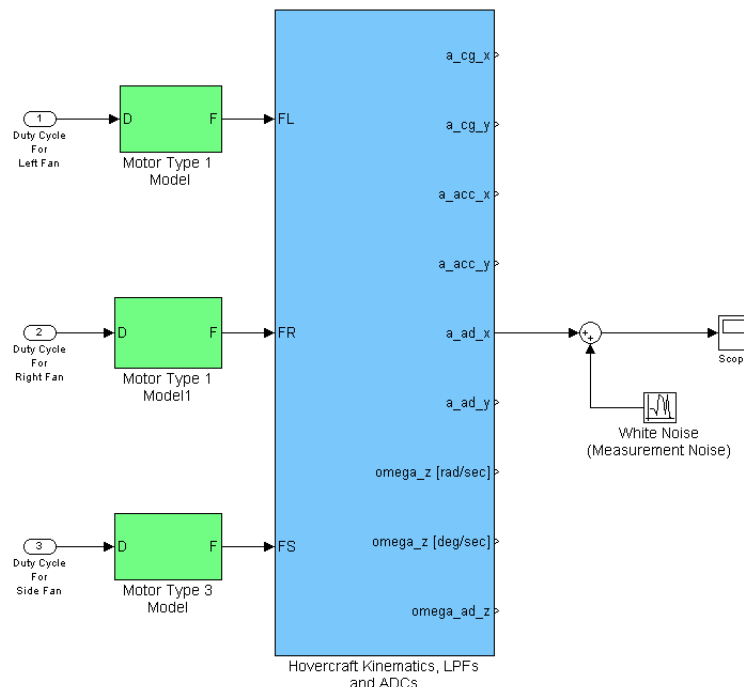 a_cg_x
1
D
F
FL
Duty Cycle
For
Left Fan
Motor Type 1
Model
a_cg_y
a_acc_x
a_acc_y
2
D
F
FR
a_ad_x
+
+
Scop
Duty Cycle
For
Right Fan
Motor Type 1
Model1
a_ad_y
White Noise
(Measurement Noise)
omega_z [rad/sec]
3
D
F
FS
omega_z [deg/sec]
Duty Cycle
For
Side Fan
Motor Type 3
Model
omega_ad_z
Hovercraft Kinematics, LPFs
and ADCs